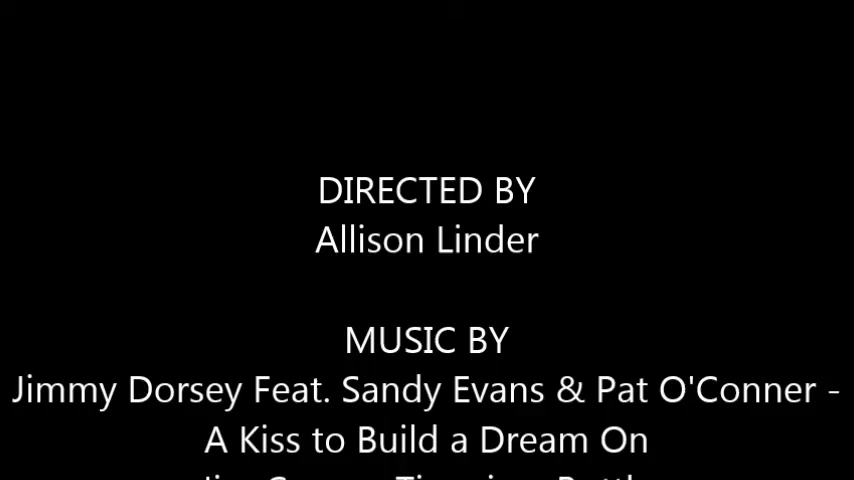 DIRECTED BY
Allison Linder
MUSIC BY
Jimmy Dorsey Feat. Sandy Evans & Pat O'Conner -
A Kiss to Build a Dream On